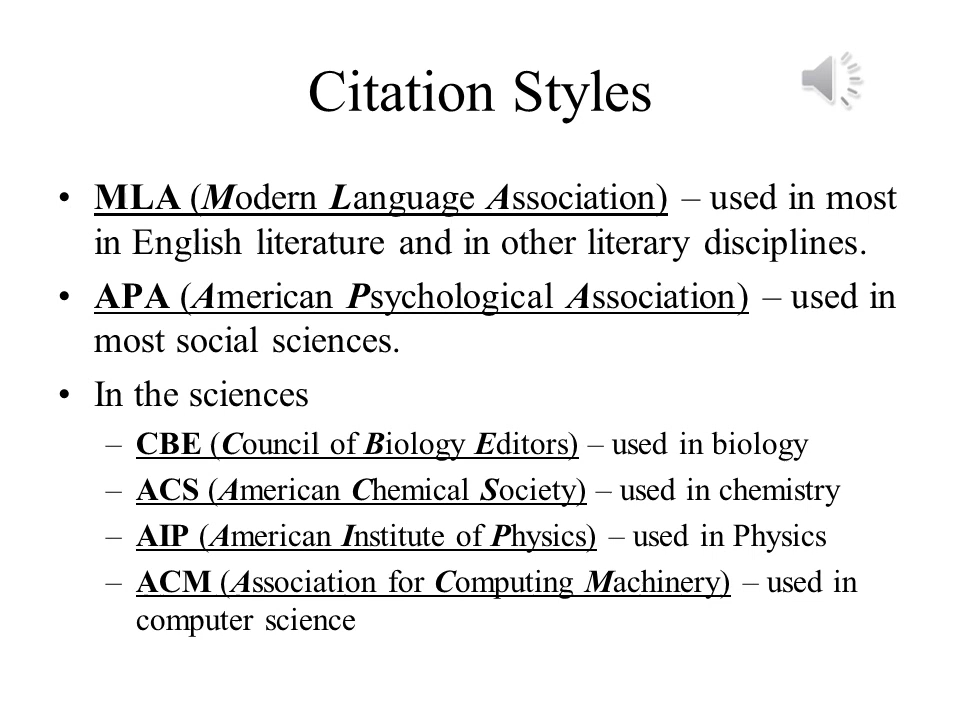 Citation Styles
• MLA (Modern Language Association) – used in most
in English literature and in other literary disciplines.
• APA (American Psychological Association) – used in
most social sciences.
• In the sciences
– CBE (Council of Biology Editors) – used in biology
– ACS (American Chemical Society) – used in chemistry
– AIP (American Institute of Physics) – used in Physics
– ACM (Association for Computing Machinery) – used in
computer science